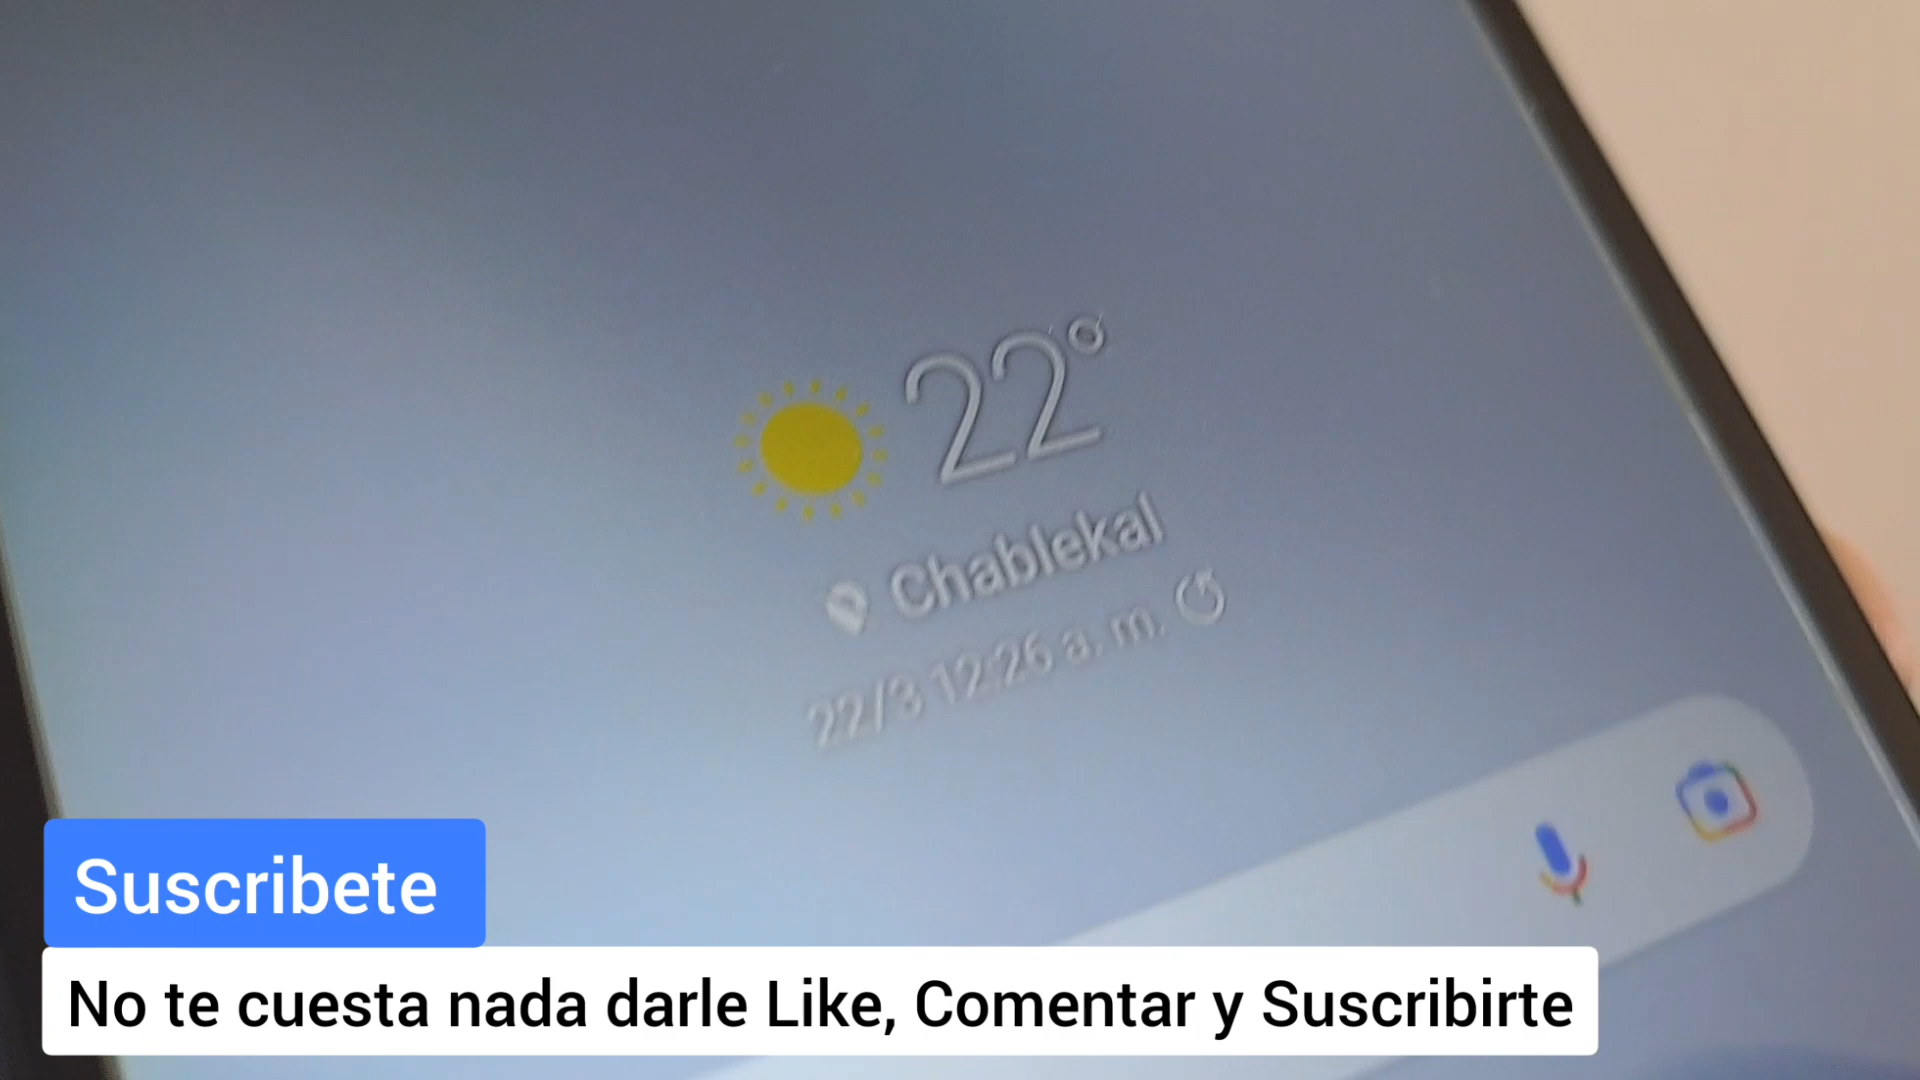 22°
Chablekal
22/3 12:26 a. m.
Suscribete
No te cuesta nada darle Like, Comentar y Suscribirte